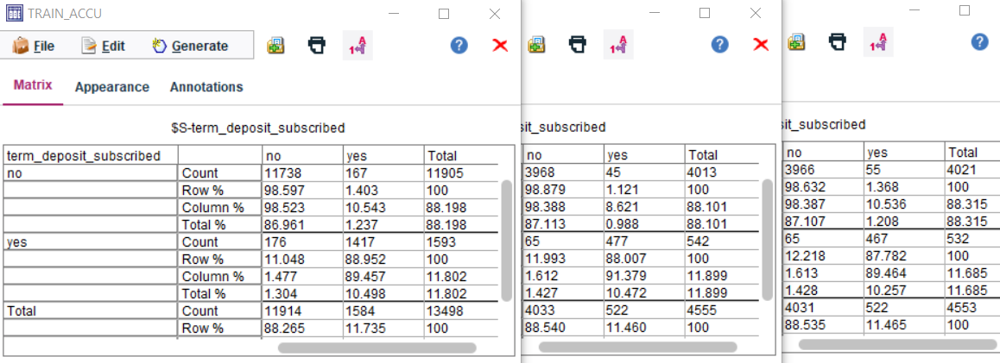 TRAIN_ACCU
File Edit Generate 1 A ? 1 A ? 1 A ?
Matrix Appearance Annotations
$S-term_deposit_subscribed sit_subscribed sit_subscribed
term_deposit_subscribed no yes Total no yes Total no yes Total
no Count 11738 167 11905 3968 45 4013 3966 55 4021
Row % 98.597 1.403 100 98.879 1.121 100 98.632 1.368 100
Column % 98.523 10.543 88.198 98.388 8.621 88.101 98.387 10.536 88.315
Total % 86.961 1.237 88.198 87.113 0.988 88.101 87.107 1.208 88.315
yes Count 176 1417 1593 65 477 542 65 467 532
Row % 11.048 88.952 100 11.993 88.007 100 12.218 87.782 100
Column % 1.477 89.457 11.802 1.612 91.379 11.899 1.613 89.464 11.685
Total % 1.304 10.498 11.802 1.427 10.472 11.899 1.428 10.257 11.685
Total Count 11914 1584 13498 4033 522 4555 4031 522 4553
Row % 88.265 11.735 100 88.540 11.460 100 88.535 11.465 100